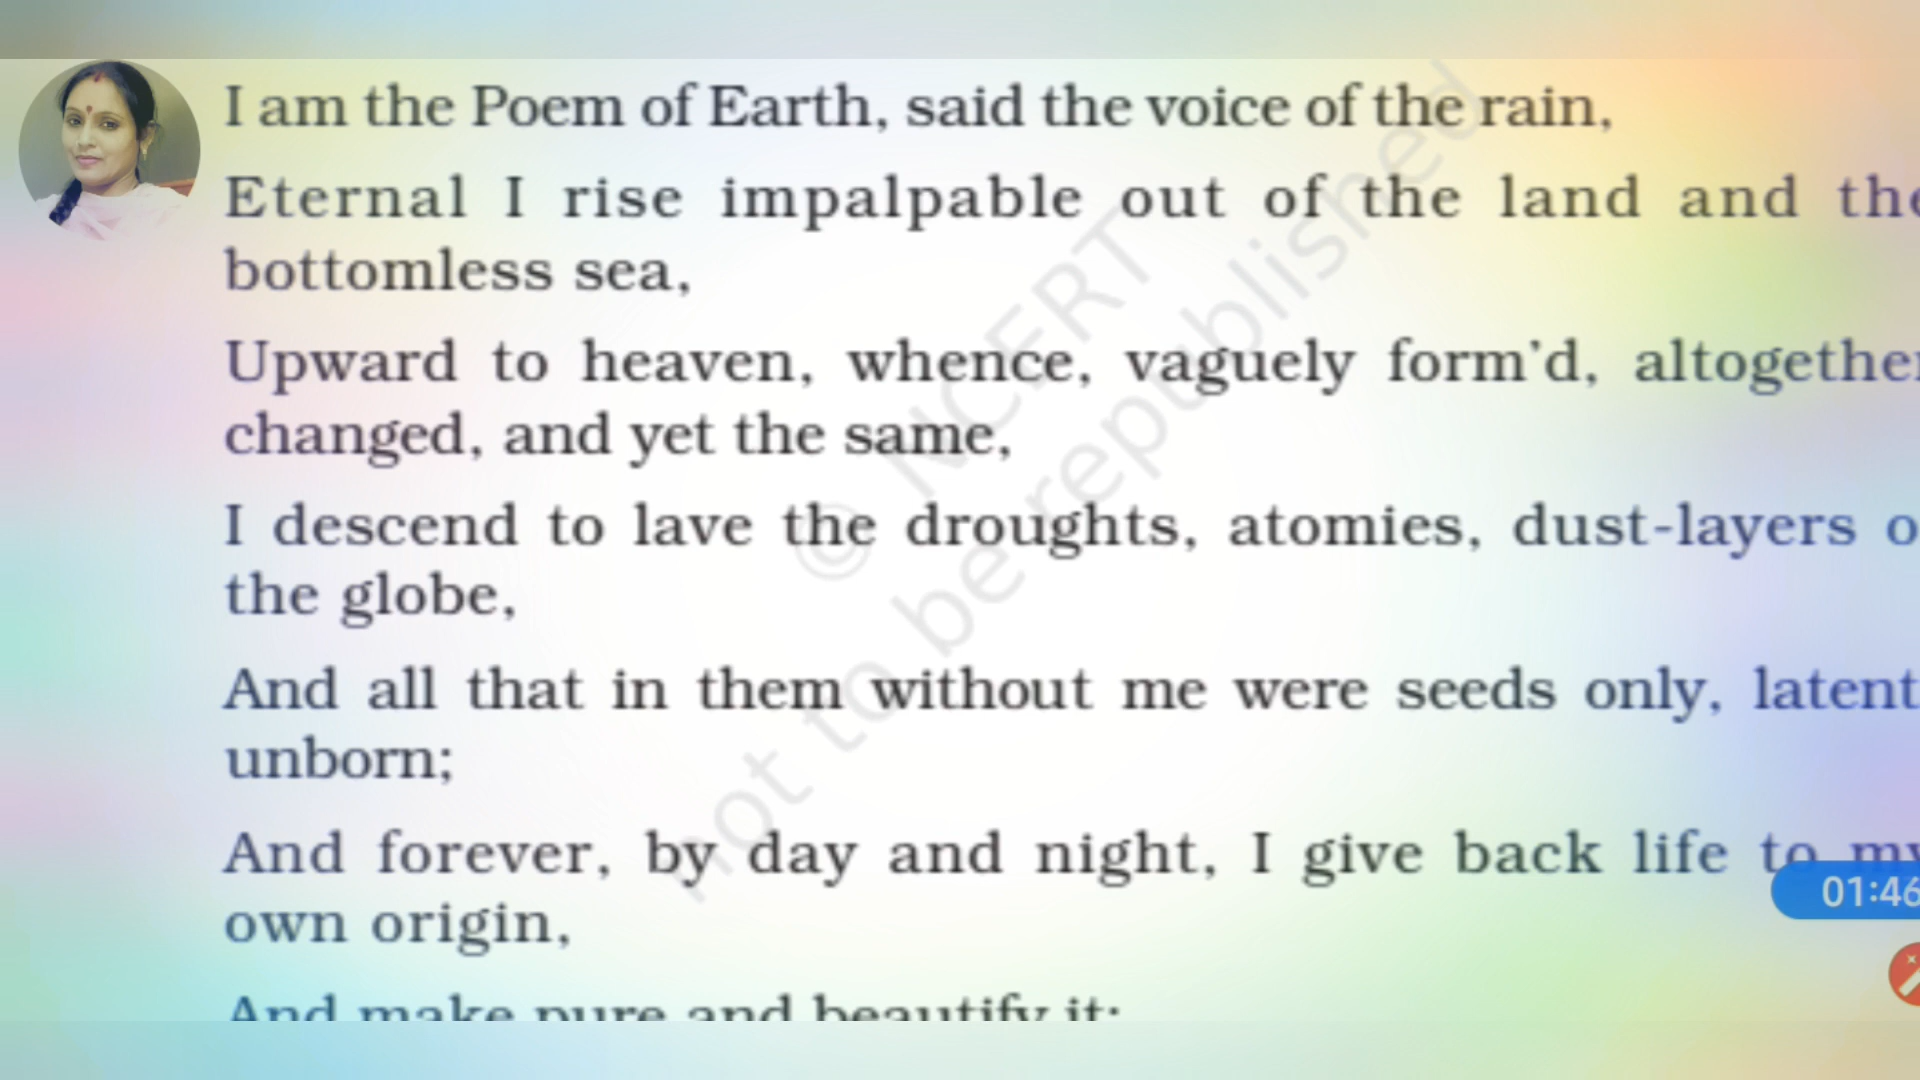 I am the Poem of Earth, said the voice of the rain,
Eternal I rise impalpable out of the land and the
bottomless sea,
Upward to heaven, whence, vaguely form'd, altogether
changed, and yet the same,
I descend to lave the droughts, atomies, dust-layers o
the globe,
And all that in them without me were seeds only, latent
unborn;
And forever, by day and night, I give back life to my
own origin,
And make pure and beautify it;
© NCERT
not to be republished
01:46